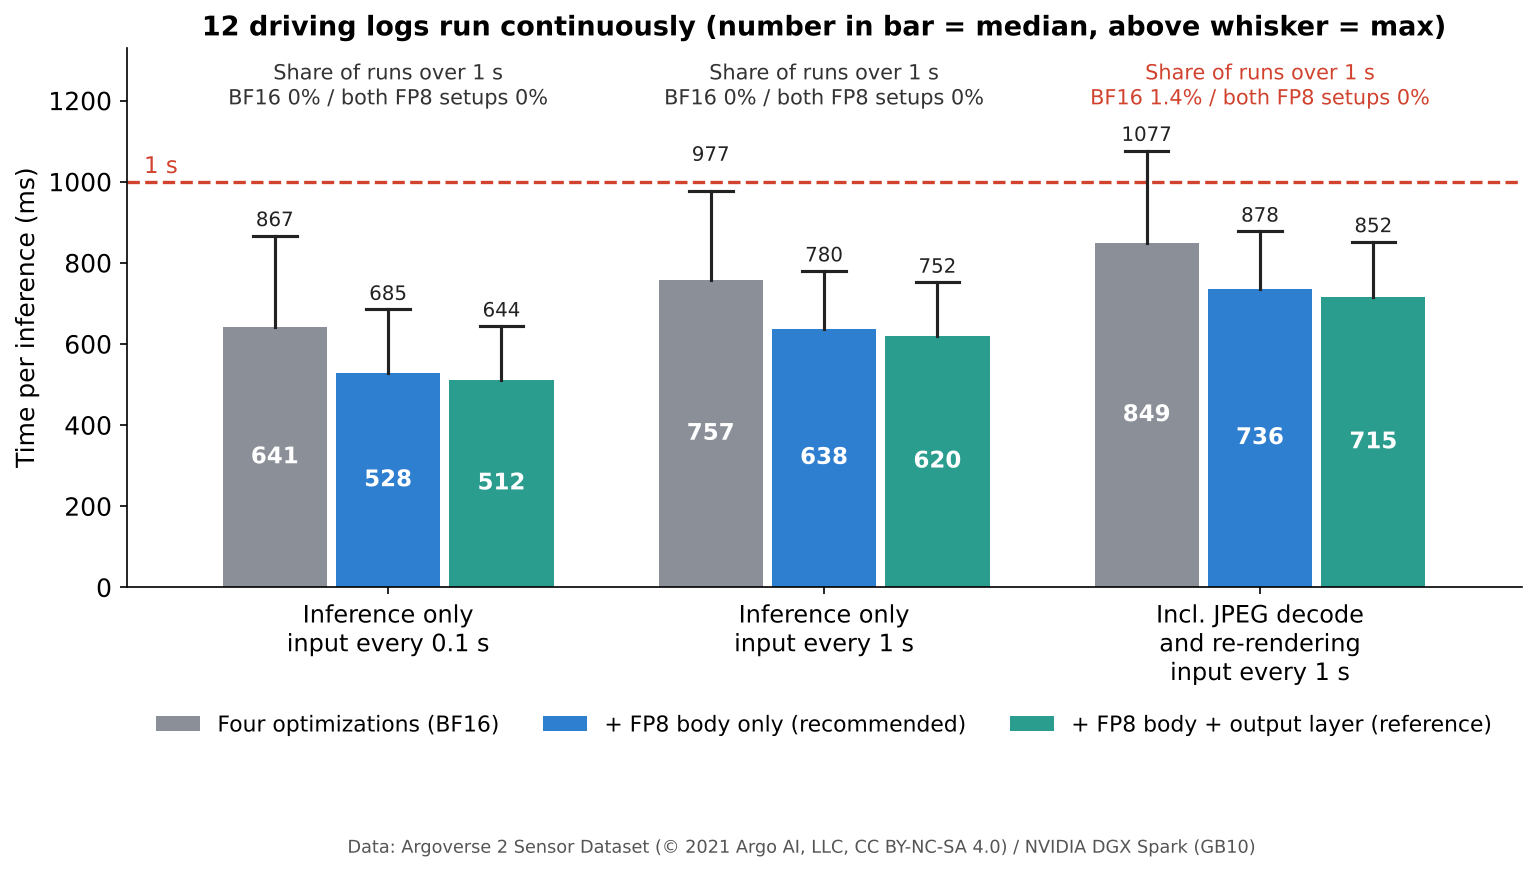 12 driving logs run continuously (number in bar = median, above whisker = max)
Share of runs over 1 s
BF16 0% / both FP8 setups 0%
Share of runs over 1 s
BF16 0% / both FP8 setups 0%
Share of runs over 1 s
BF16 1.4% / both FP8 setups 0%
Time per inference (ms)
1200
1000
800
600
400
200
0
1 s
867
685
644
977
780
752
1077
878
852
641
528
512
757
638
620
849
736
715
Inference only
input every 0.1 s
Inference only
input every 1 s
Incl. JPEG decode
and re-rendering
input every 1 s
Four optimizations (BF16)
+ FP8 body only (recommended)
+ FP8 body + output layer (reference)
Data: Argoverse 2 Sensor Dataset (© 2021 Argo AI, LLC, CC BY-NC-SA 4.0) / NVIDIA DGX Spark (GB10)